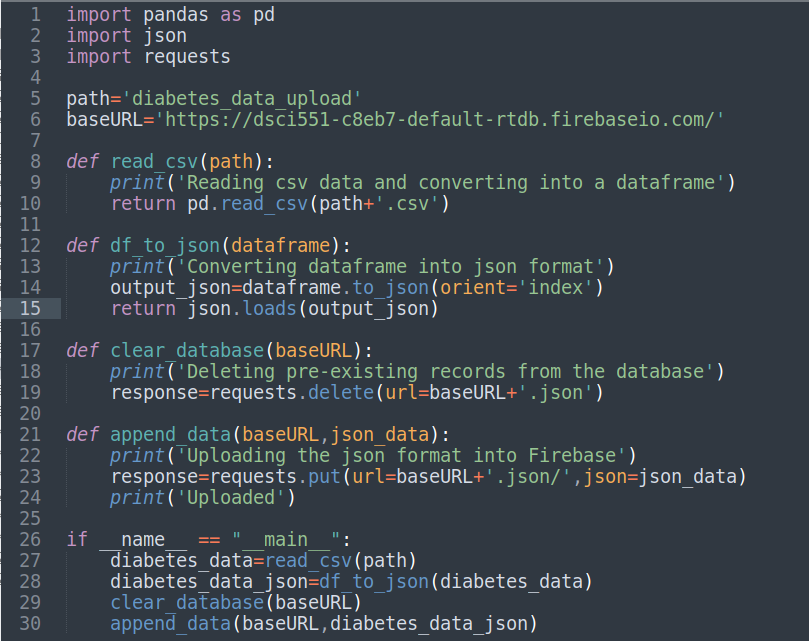 1 import pandas as pd
2 import json
3 import requests
4
5 path='diabetes_data_upload'
6 baseURL='https://dsci551-c8eb7-default-rtdb.firebaseio.com/'
7
8 def read_csv(path):
9     print('Reading csv data and converting into a dataframe')
10     return pd.read_csv(path+'.csv')
11
12 def df_to_json(dataframe):
13     print('Converting dataframe into json format')
14     output_json=dataframe.to_json(orient='index')
15     return json.loads(output_json)
16
17 def clear_database(baseURL):
18     print('Deleting pre-existing records from the database')
19     response=requests.delete(url=baseURL+'.json')
20
21 def append_data(baseURL,json_data):
22     print('Uploading the json format into Firebase')
23     response=requests.put(url=baseURL+'.json/',json=json_data)
24     print('Uploaded')
25
26 if __name__ == "__main__":
27     diabetes_data=read_csv(path)
28     diabetes_data_json=df_to_json(diabetes_data)
29     clear_database(baseURL)
30     append_data(baseURL,diabetes_data_json)